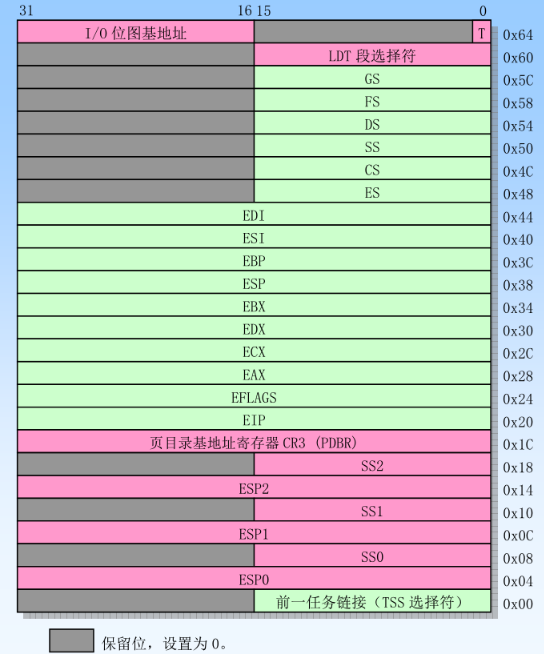 31 16 15 0
I/O 位图基地址 T 0x64
LDT 段选择符 0x60
GS 0x5C
FS 0x58
DS 0x54
SS 0x50
CS 0x4C
ES 0x48
EDI 0x44
ESI 0x40
EBP 0x3C
ESP 0x38
EBX 0x34
EDX 0x30
ECX 0x2C
EAX 0x28
EFLAGS 0x24
EIP 0x20
页目录基地址寄存器 CR3 (PDBR) 0x1C
SS2 0x18
ESP2 0x14
SS1 0x10
ESP1 0x0C
SS0 0x08
ESP0 0x04
前一任务链接（TSS 选择符） 0x00
保留位，设置为 0。